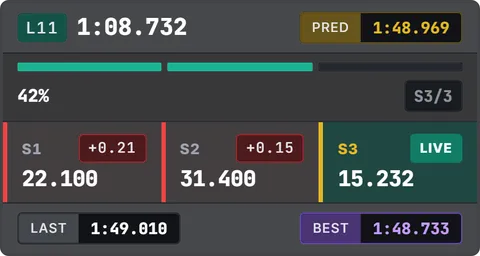 L11 1:08.732 PRED 1:48.969
42% S3/3
S1 +0.21 S2 +0.15 S3 LIVE
22.100 31.400 15.232
LAST 1:49.010 BEST 1:48.733